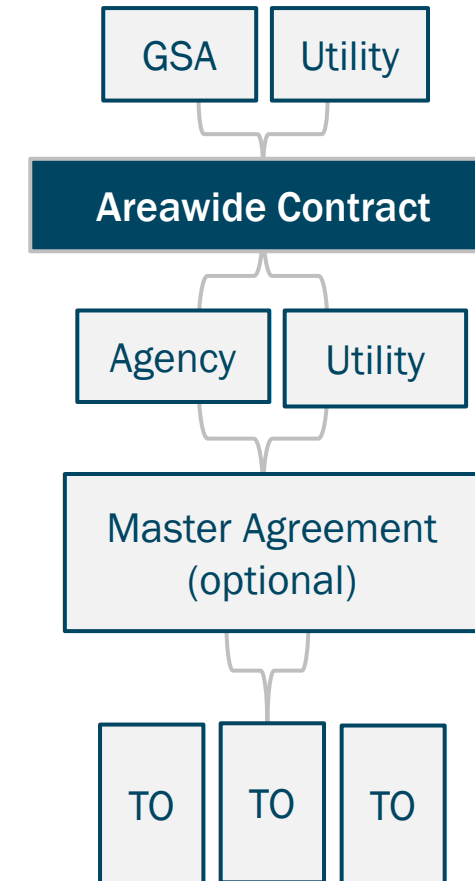 GSA
Utility
Areawide Contract
Agency
Utility
Master Agreement
(optional)
TO
TO
TO